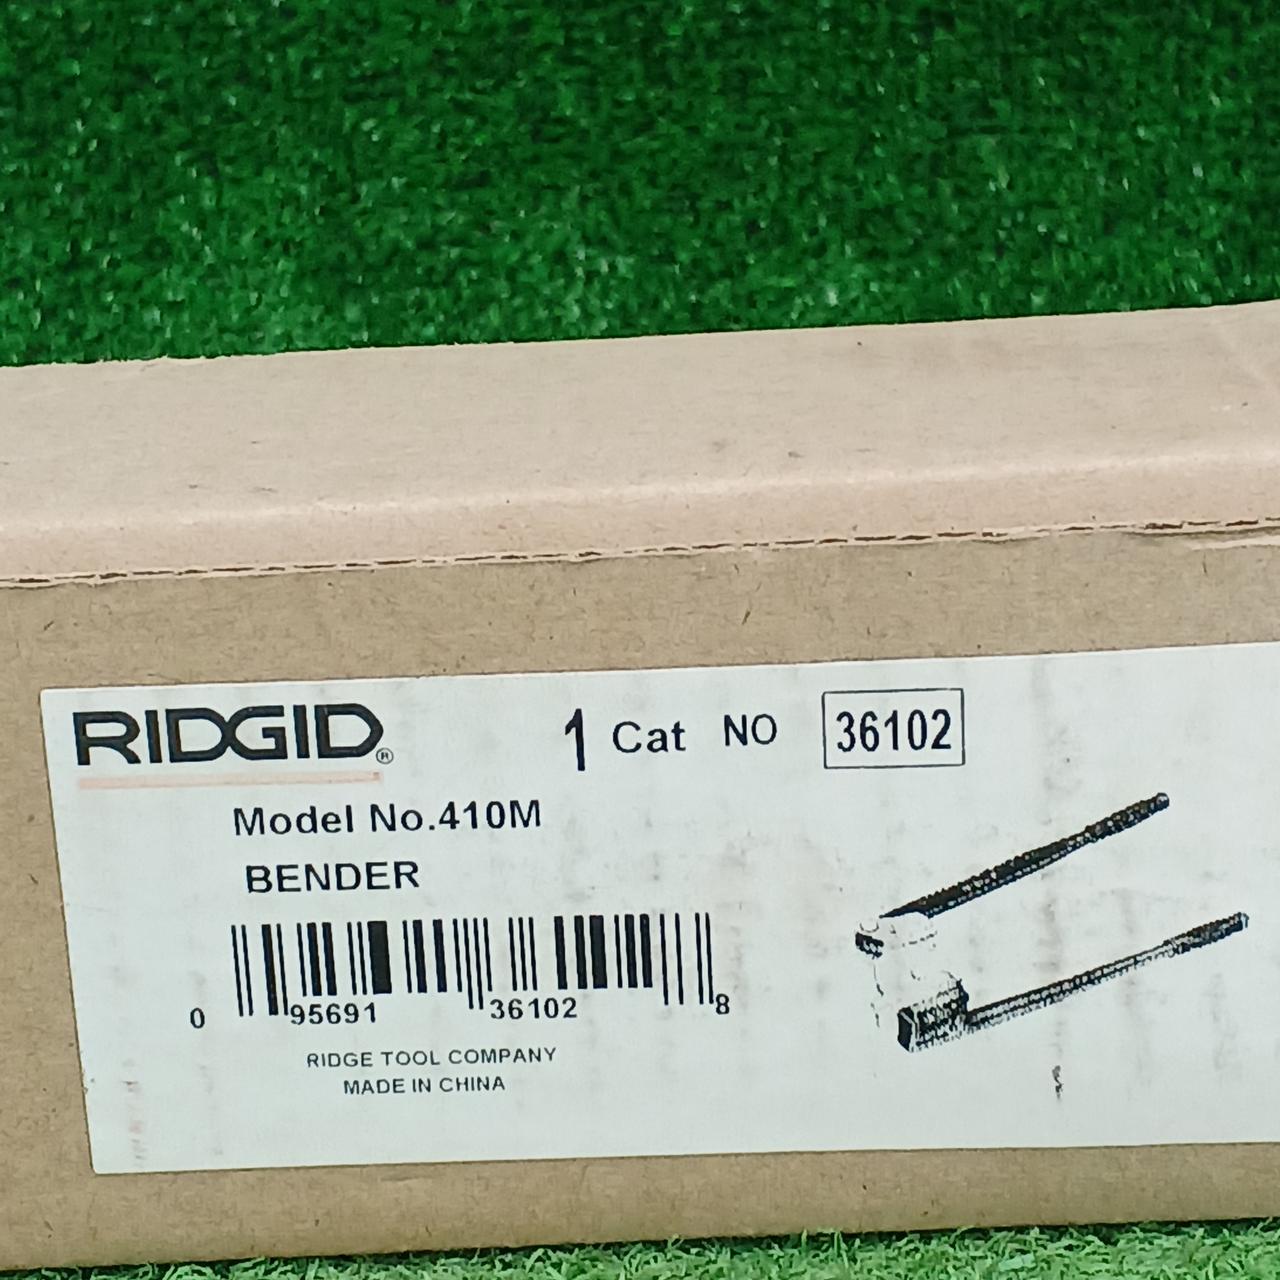 RIDGID® 1 Cat NO 36102
Model No.410M
BENDER
0 95691 36102 8
RIDGE TOOL COMPANY
MADE IN CHINA